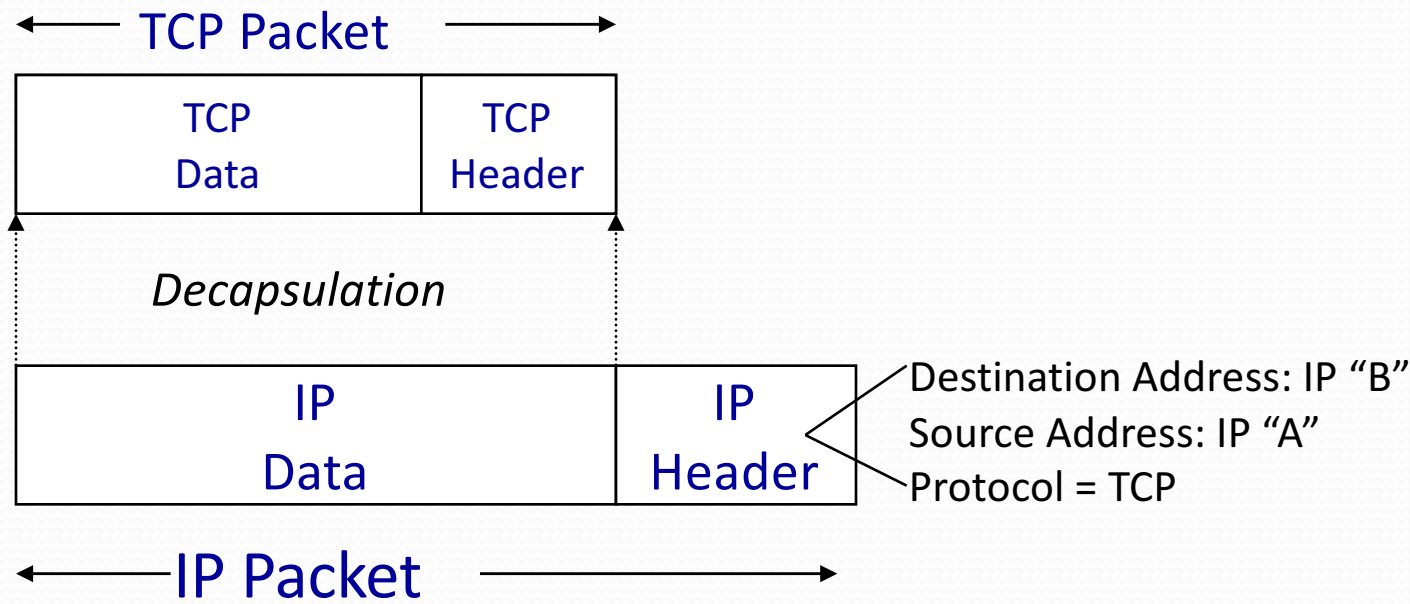 TCP Packet
TCP
Data
TCP
Header
Decapsulation
IP
Data
IP
Header
Destination Address: IP “B”
Source Address: IP “A”
Protocol = TCP
IP Packet